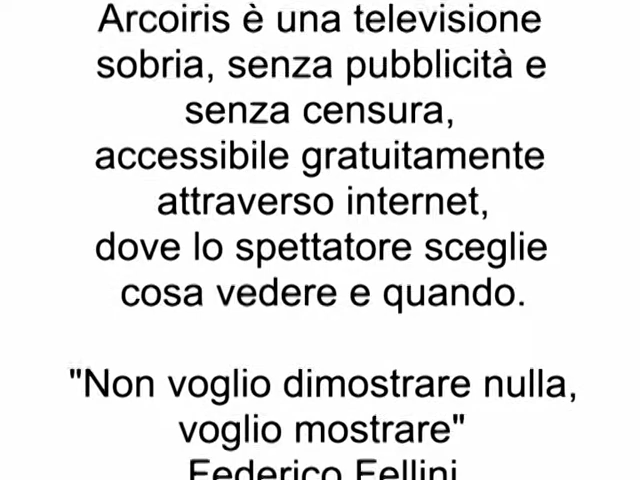 Arcoiris è una televisione
sobria, senza pubblicità e
senza censura,
accessibile gratuitamente
attraverso internet,
dove lo spettatore sceglie
cosa vedere e quando.
"Non voglio dimostrare nulla,
voglio mostrare"
Federico Fellini